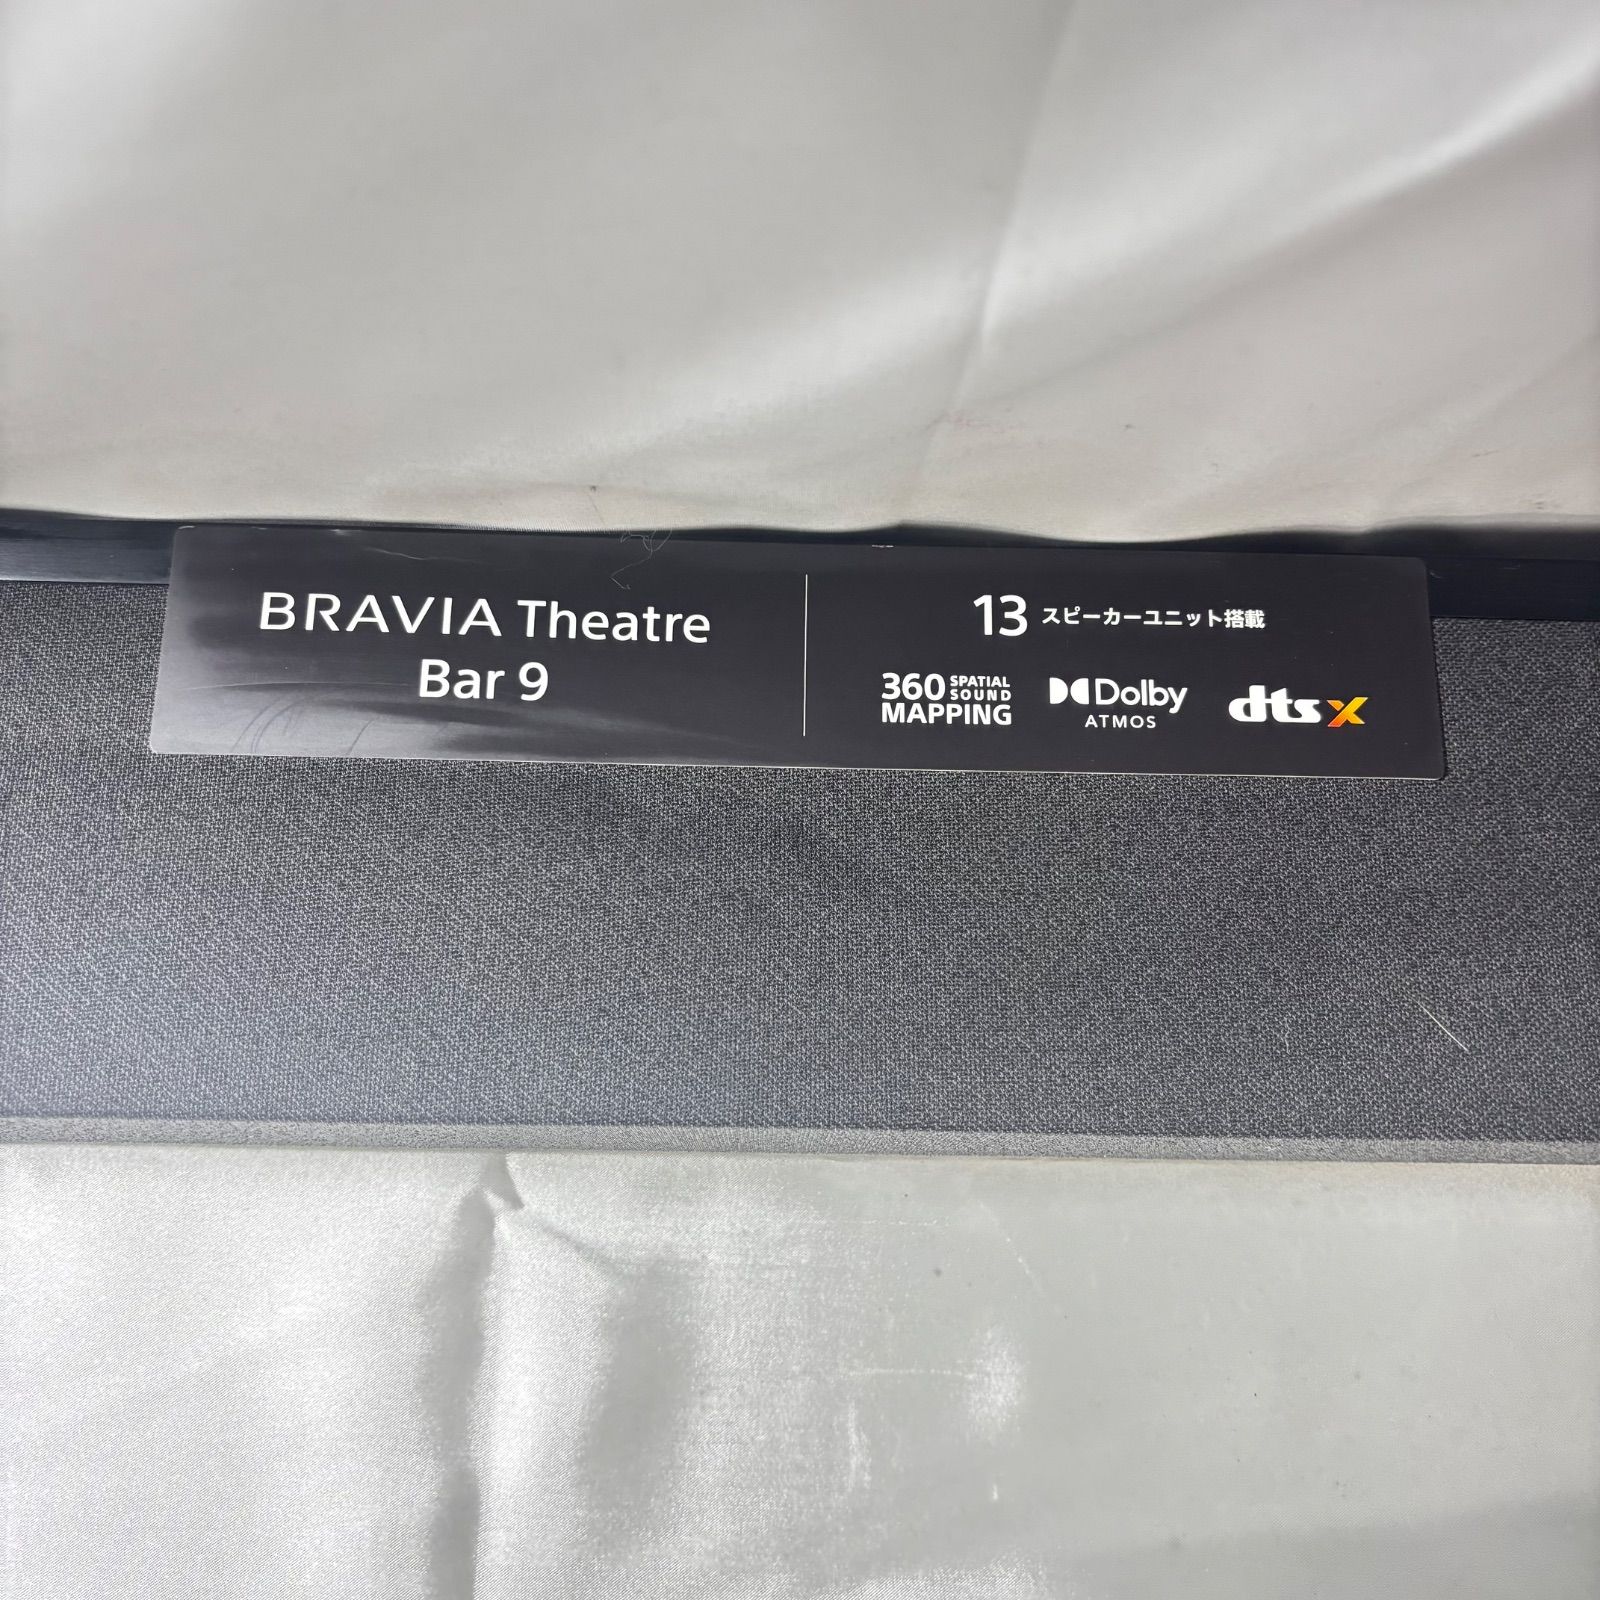 BRAVIA Theatre
Bar 9
13 スピーカーユニット搭載
360 SPATIAL SOUND MAPPING
Dolby ATMOS
dts X